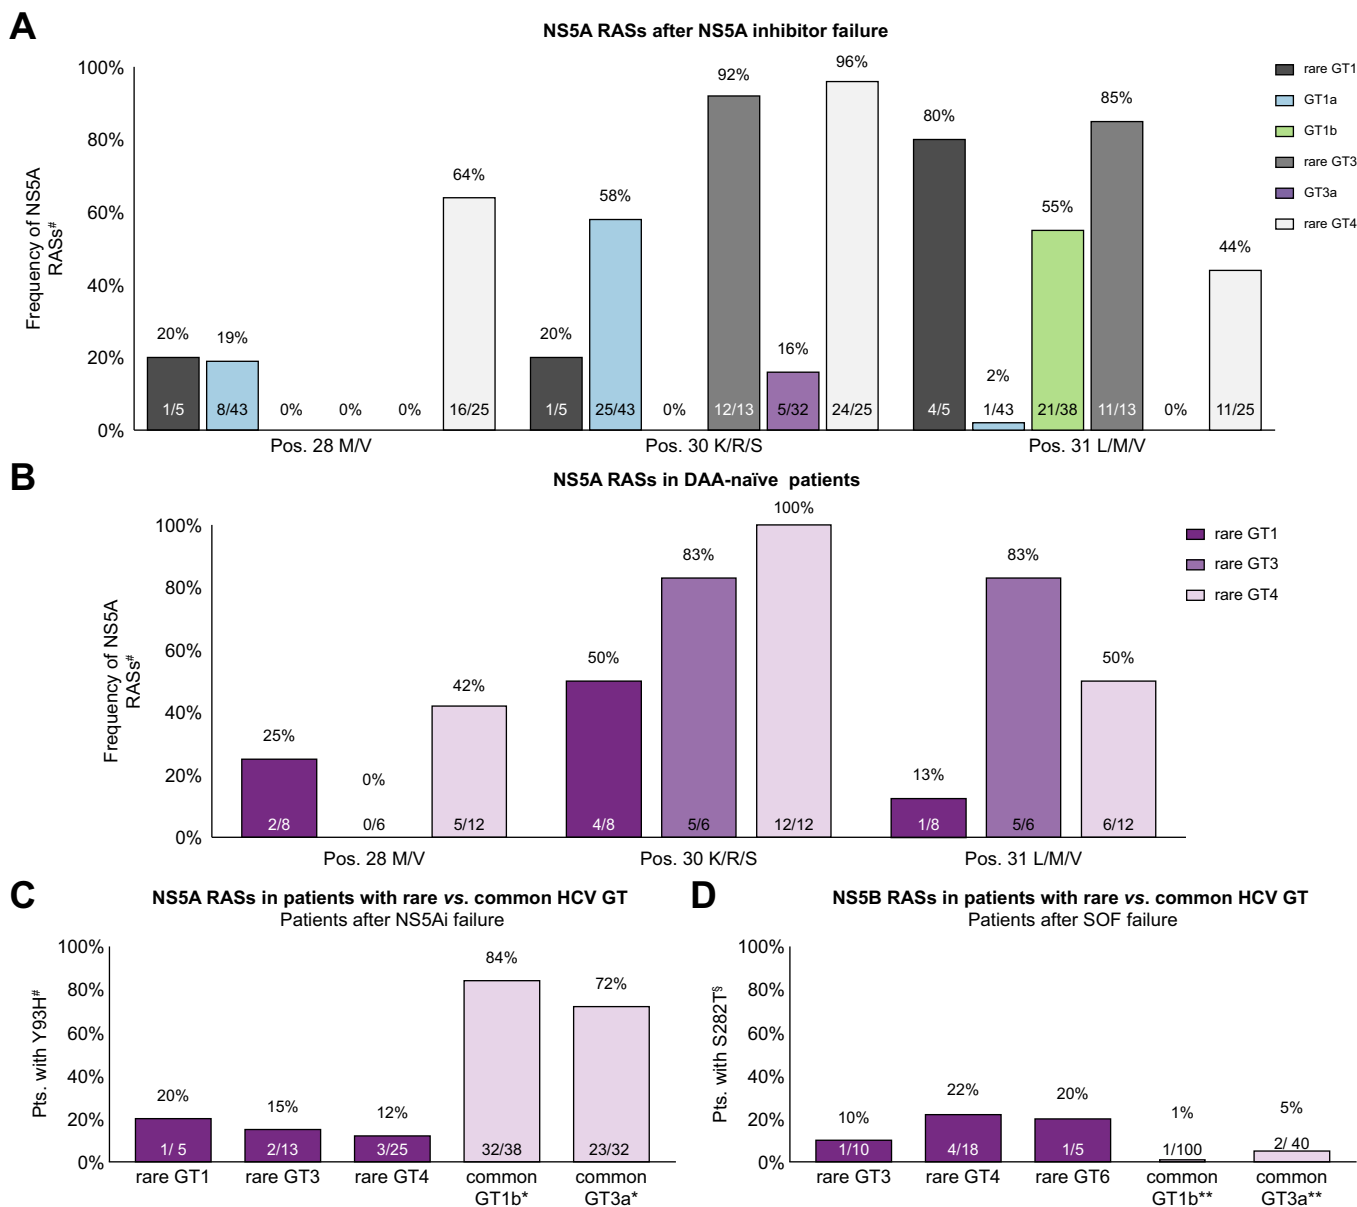 A
NS5A RASs after NS5A inhibitor failure
Frequency of NS5A
RASs#
100%
80%
60%
40%
20%
0%
20%
19%
0%
0%
0%
64%
20%
58%
0%
92%
16%
96%
80%
2%
55%
85%
0%
44%
1/5
8/43
16/25
1/5
25/43
12/13
5/32
24/25
4/5
1/43
21/38
11/13
11/25
Pos. 28 M/V
Pos. 30 K/R/S
Pos. 31 L/M/V
rare GT1
GT1a
GT1b
rare GT3
GT3a
rare GT4
B
NS5A RASs in DAA-naïve patients
Frequency of NS5A
RASs#
100%
80%
60%
40%
20%
0%
25%
0%
42%
50%
83%
100%
13%
83%
50%
2/8
0/6
5/12
4/8
5/6
12/12
1/8
5/6
6/12
Pos. 28 M/V
Pos. 30 K/R/S
Pos. 31 L/M/V
rare GT1
rare GT3
rare GT4
C
NS5A RASs in patients with rare vs. common HCV GT
Patients after NS5Ai failure
Pts. with Y93H#
100%
80%
60%
40%
20%
0%
20%
15%
12%
84%
72%
1/ 5
2/13
3/25
32/38
23/32
rare GT1
rare GT3
rare GT4
common
GT1b*
common
GT3a*
D
NS5B RASs in patients with rare vs. common HCV GT
Patients after SOF failure
Pts. with S282T§
100%
80%
60%
40%
20%
0%
10%
22%
20%
1%
5%
1/10
4/18
1/5
1/100
2/ 40
rare GT3
rare GT4
rare GT6
common
GT1b**
common
GT3a**